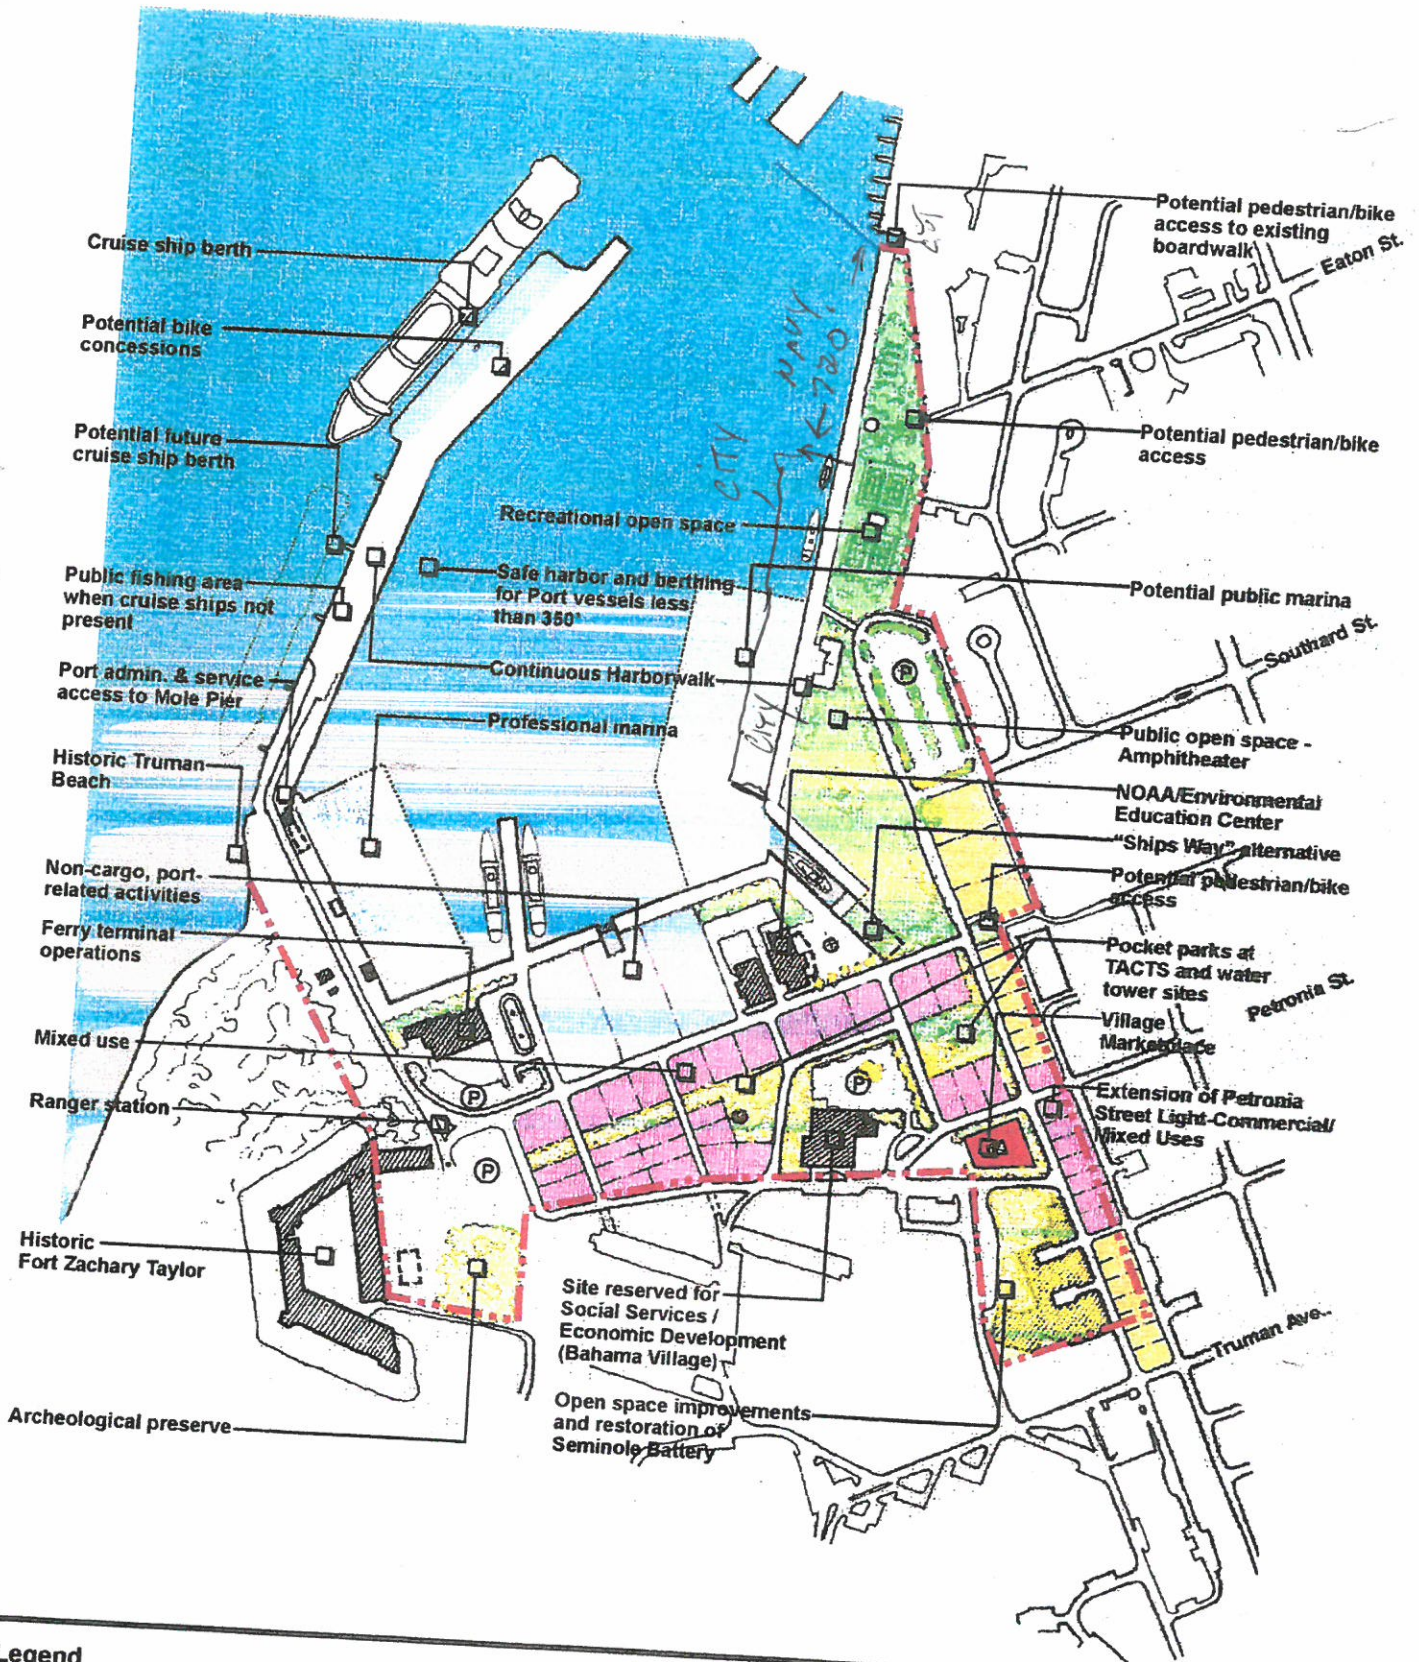 Cruise ship berth
Potential bike
concessions
Potential future
cruise ship berth
Public fishing area
when cruise ships not
present
Port admin. & service
access to Mole Pier
Historic Truman
Beach
Non-cargo, port-
related activities
Ferry terminal
operations
Mixed use
Ranger station
Historic
Fort Zachary Taylor
Archeological preserve
Recreational open space
Safe harbor and berthing
for Port vessels less
than 350'
Continuous Harborwalk
Professional marina
CITY
NAVY
720'
CITY
Site reserved for
Social Services /
Economic Development
(Bahama Village)
Open space improvements
and restoration of
Seminole Battery
Potential pedestrian/bike
access to existing
boardwalk
Eaton St.
Potential pedestrian/bike
access
Potential public marina
Southard St.
Public open space -
Amphitheater
NOAA/Environmental
Education Center
"Ships Way" alternative
Potential pedestrian/bike
access
Pocket parks at
TACTS and water
tower sites
Petronia St.
Village
Marketplace
Extension of Petronia
Street Light-Commercial/
Mixed Uses
Truman Ave.
P
P
P
P
Legend